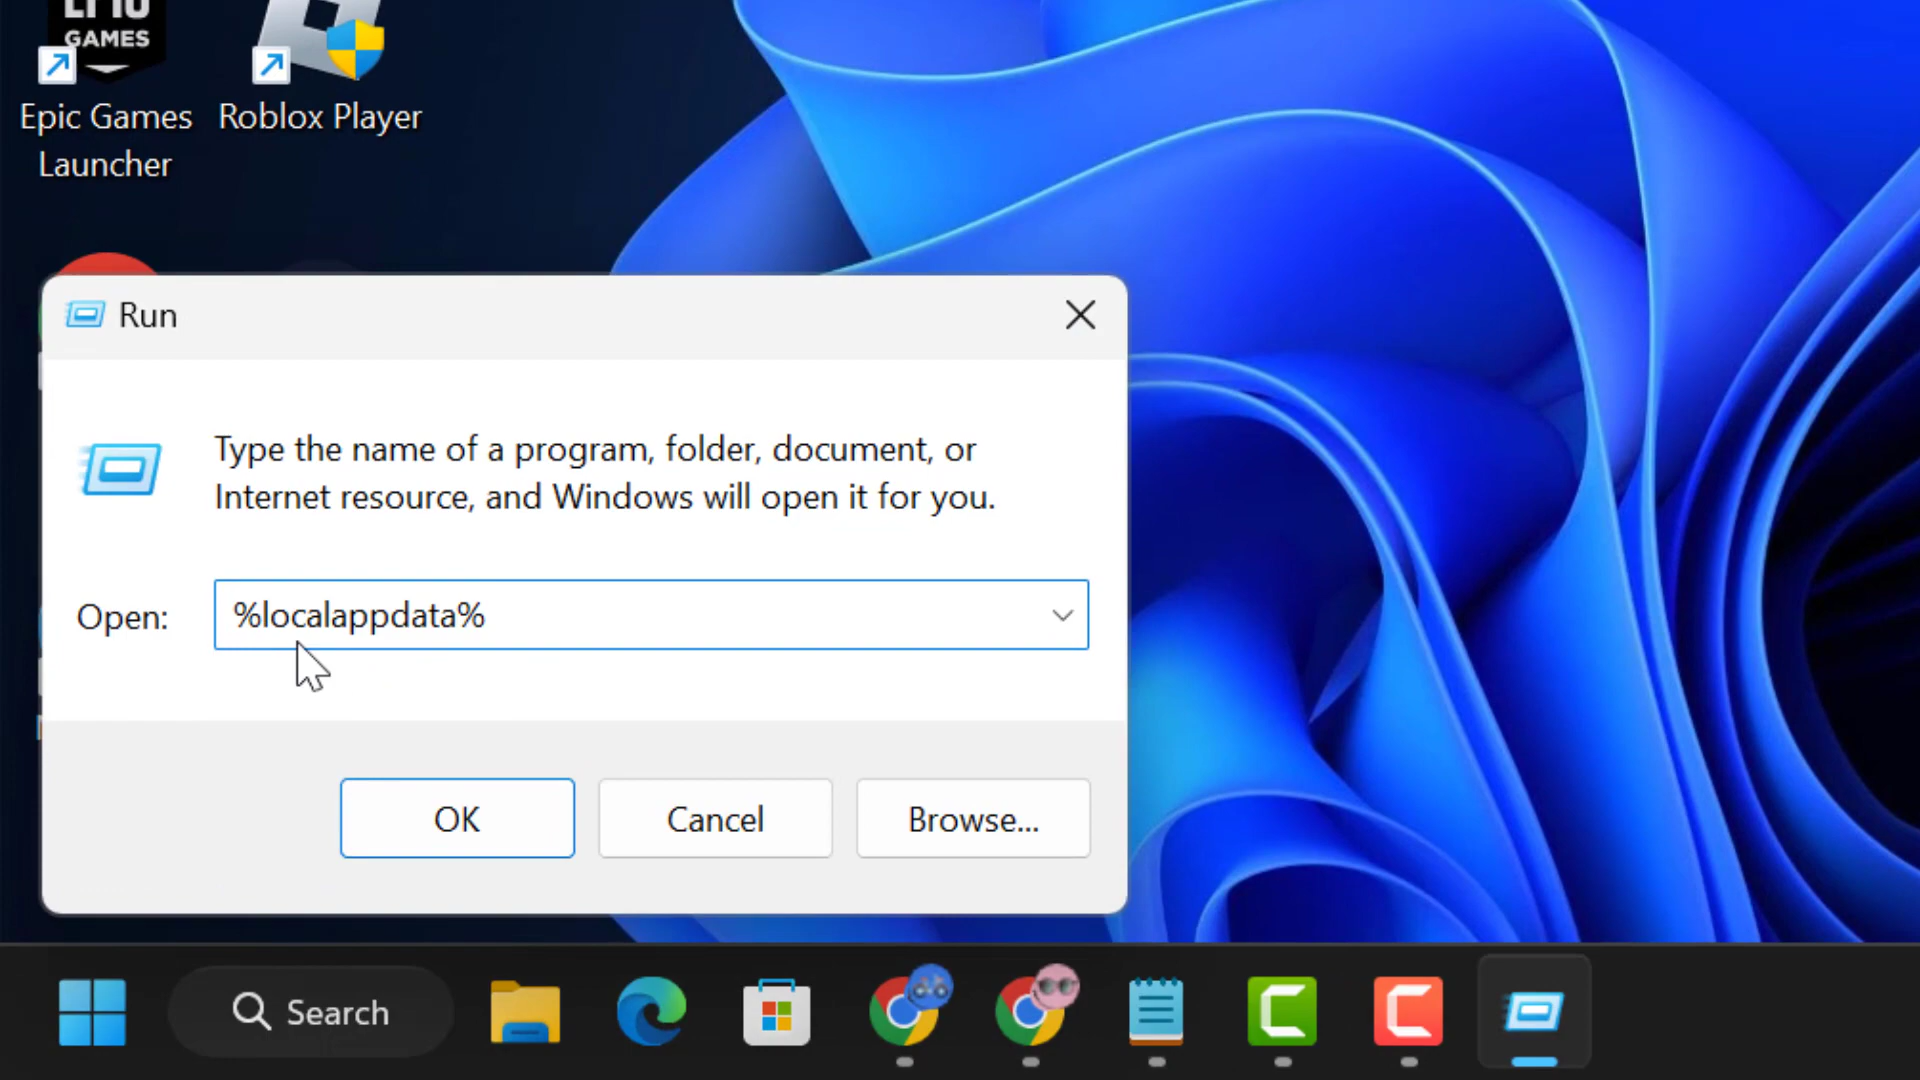 GAMES
Epic Games
Launcher
Roblox Player
Run
Type the name of a program, folder, document, or
Internet resource, and Windows will open it for you.
Open:
%localappdata%
OK
Cancel
Browse...
Search